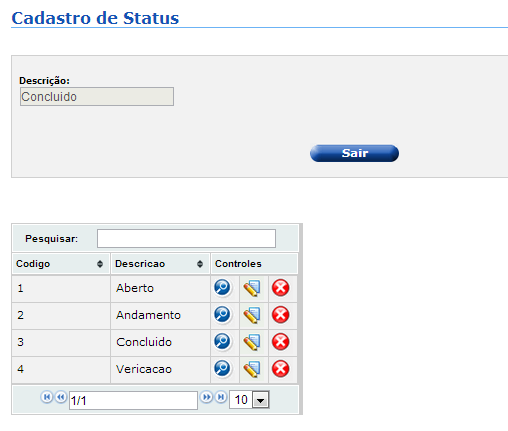 Cadastro de Status
Descrição:
Concluido
Sair
Pesquisar:
Codigo Descricao Controles
1 Aberto
2 Andamento
3 Concluido
4 Vericacao
1/1 10